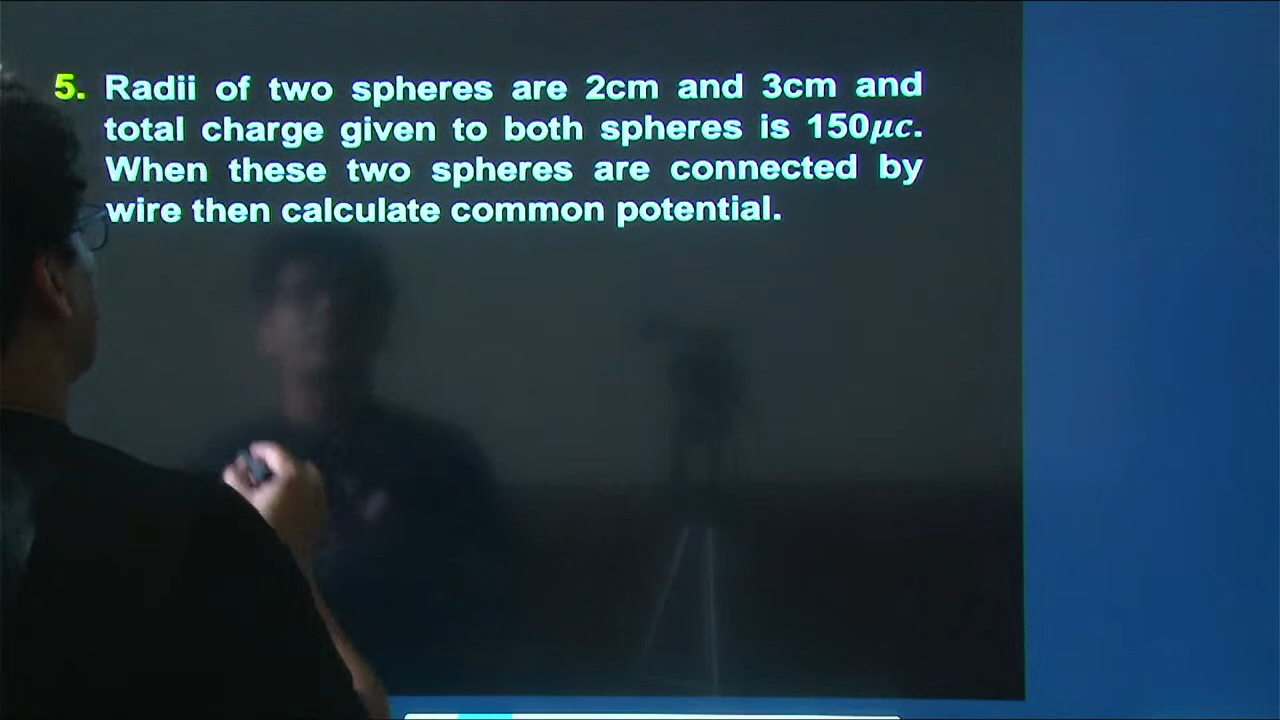 5. Radii of two spheres are 2cm and 3cm and
total charge given to both spheres is 150μc.
When these two spheres are connected by
wire then calculate common potential.